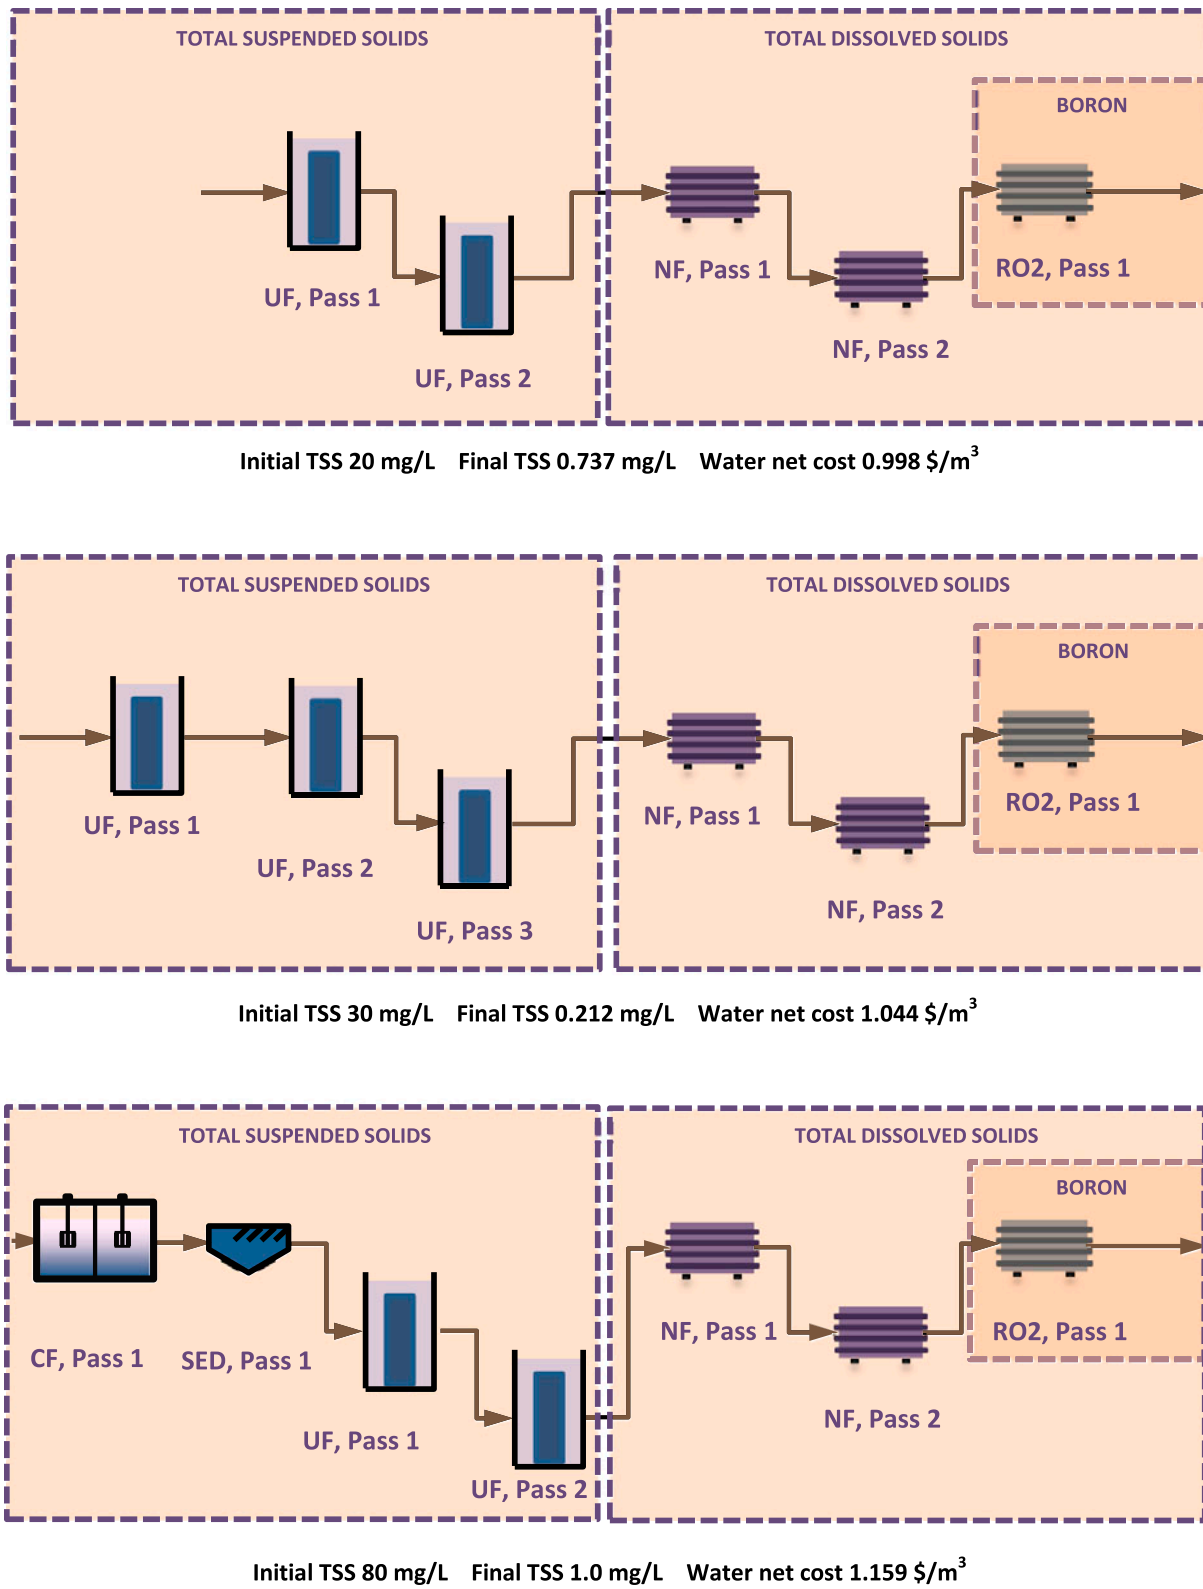 TOTAL SUSPENDED SOLIDS
TOTAL DISSOLVED SOLIDS
BORON
UF, Pass 1
UF, Pass 2
NF, Pass 1
NF, Pass 2
RO2, Pass 1
Initial TSS 20 mg/L Final TSS 0.737 mg/L Water net cost 0.998 $/m³
TOTAL SUSPENDED SOLIDS
TOTAL DISSOLVED SOLIDS
BORON
UF, Pass 1
UF, Pass 2
UF, Pass 3
NF, Pass 1
NF, Pass 2
RO2, Pass 1
Initial TSS 30 mg/L Final TSS 0.212 mg/L Water net cost 1.044 $/m³
TOTAL SUSPENDED SOLIDS
TOTAL DISSOLVED SOLIDS
BORON
CF, Pass 1
SED, Pass 1
UF, Pass 1
UF, Pass 2
NF, Pass 1
NF, Pass 2
RO2, Pass 1
Initial TSS 80 mg/L Final TSS 1.0 mg/L Water net cost 1.159 $/m³